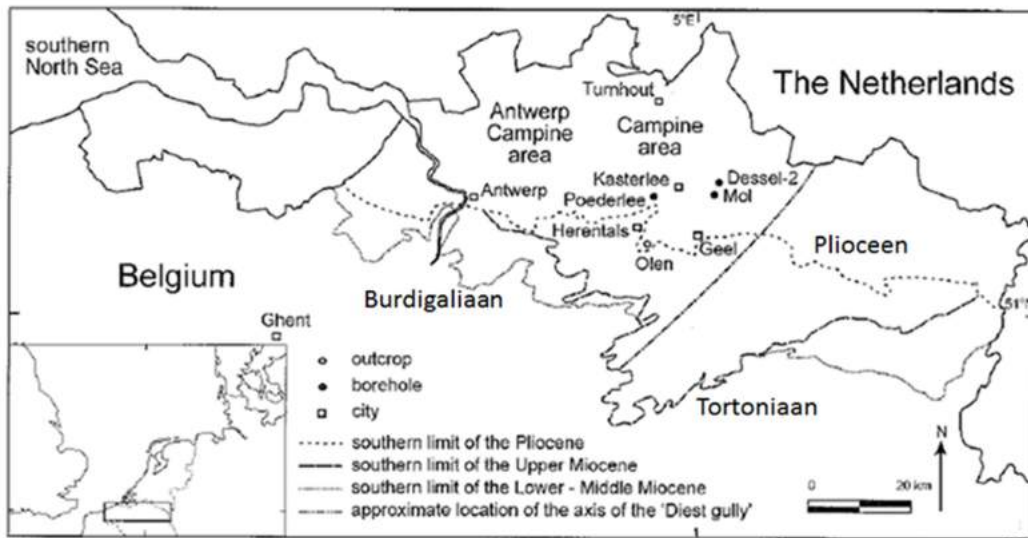 5°E
southern
North Sea
The Netherlands
Turnhout
Antwerp
Campine
area
Campine
area
Kasterlee
Dessel-2
Mol
Antwerp
Poederlee
Herentals
Geel
Olen
Plioceen
Belgium
Burdigaliaan
51°N
Ghent
outcrop
borehole
city
Tortoniaan
southern limit of the Pliocene
southern limit of the Upper Miocene
southern limit of the Lower - Middle Miocene
approximate location of the axis of the 'Diest gully'
N
0 20 km